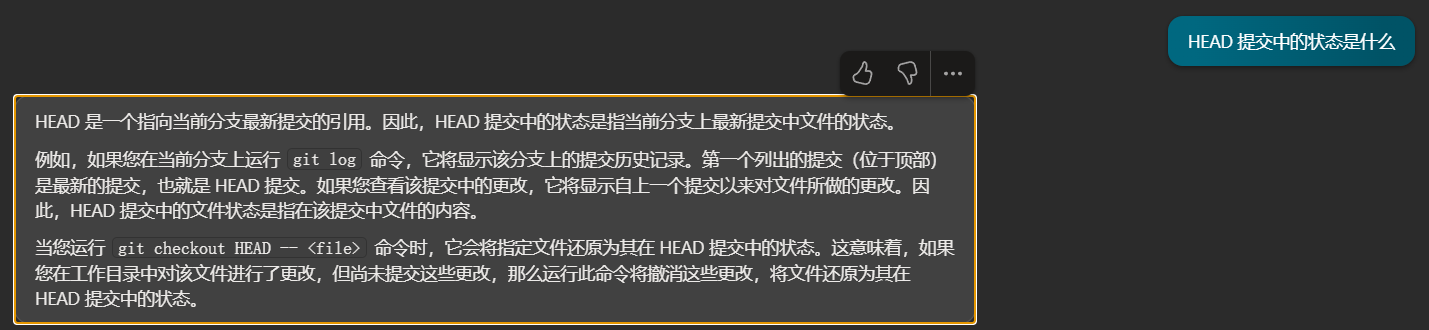 HEAD 提交中的状态是什么
HEAD 是一个指向当前分支最新提交的引用。因此，HEAD 提交中的状态是指当前分支上最新提交中文件的状态。
例如，如果您在当前分支上运行 git log 命令，它将显示该分支上的提交历史记录。第一个列出的提交（位于顶部）
是最新的提交，也就是 HEAD 提交。如果您查看该提交中的更改，它将显示自上一个提交以来对文件所做的更改。因
此，HEAD 提交中的文件状态是指在该提交中文件的内容。
当您运行 git checkout HEAD -- <file> 命令时，它会将指定文件还原为其在 HEAD 提交中的状态。这意味着，如果
您在工作目录中对该文件进行了更改，但尚未提交这些更改，那么运行此命令将撤消这些更改，将文件还原为其在
HEAD 提交中的状态。